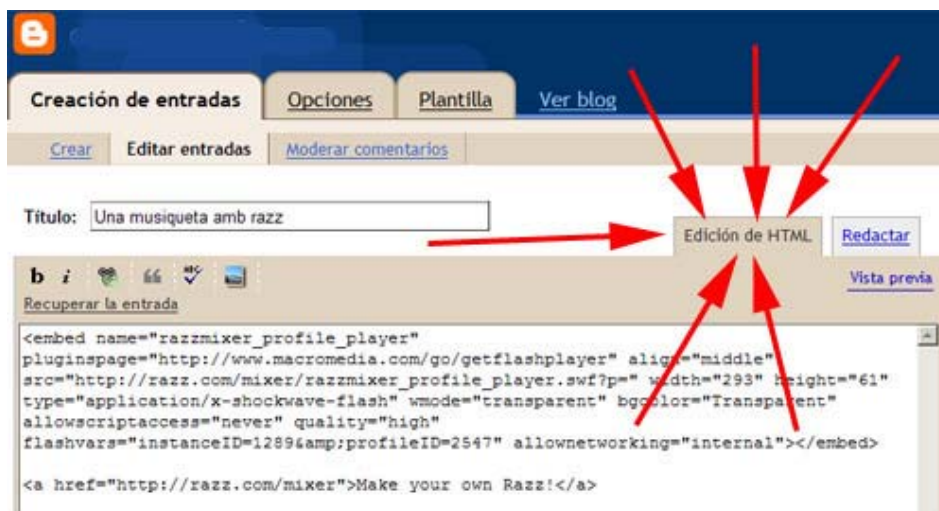 Creación de entradas Opciones Plantilla Ver blog
Crear Editar entradas Moderar comentarios
Título: Una musiqueta amb razz
Edición de HTML Redactar
b i ABC Vista previa
Recuperar la entrada
<embed name="razzmixer_profile_player"
pluginspage="http://www.macromedia.com/go/getflashplayer" align="middle"
src="http://razz.com/mixer/razzmixer_profile_player.swf?p=" width="293" height="61"
type="application/x-shockwave-flash" wmode="transparent" bgcolor="Transparent"
allowscriptaccess="never" quality="high"
flashvars="instanceID=1289&amp;profileID=2547" allownetworking="internal"></embed>
<a href="http://razz.com/mixer">Make your own Razz!</a>